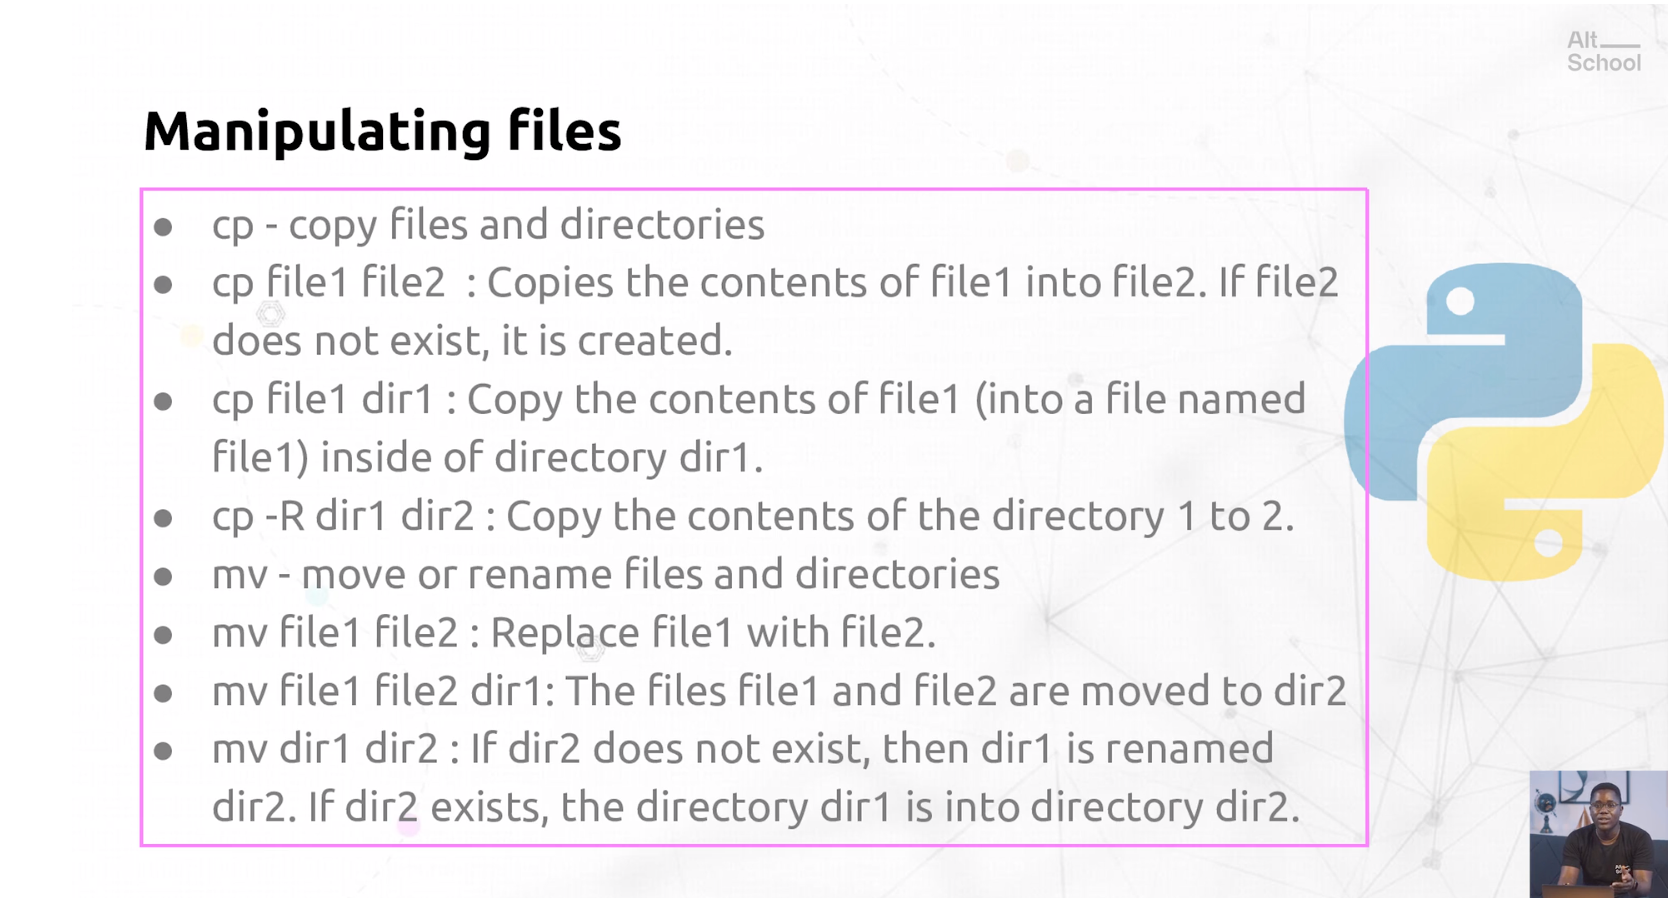 Alt
School
Manipulating files
● cp - copy files and directories
● cp file1 file2 : Copies the contents of file1 into file2. If file2
does not exist, it is created.
● cp file1 dir1 : Copy the contents of file1 (into a file named
file1) inside of directory dir1.
● cp -R dir1 dir2 : Copy the contents of the directory 1 to 2.
● mv - move or rename files and directories
● mv file1 file2 : Replace file1 with file2.
● mv file1 file2 dir1: The files file1 and file2 are moved to dir2
● mv dir1 dir2 : If dir2 does not exist, then dir1 is renamed
dir2. If dir2 exists, the directory dir1 is into directory dir2.